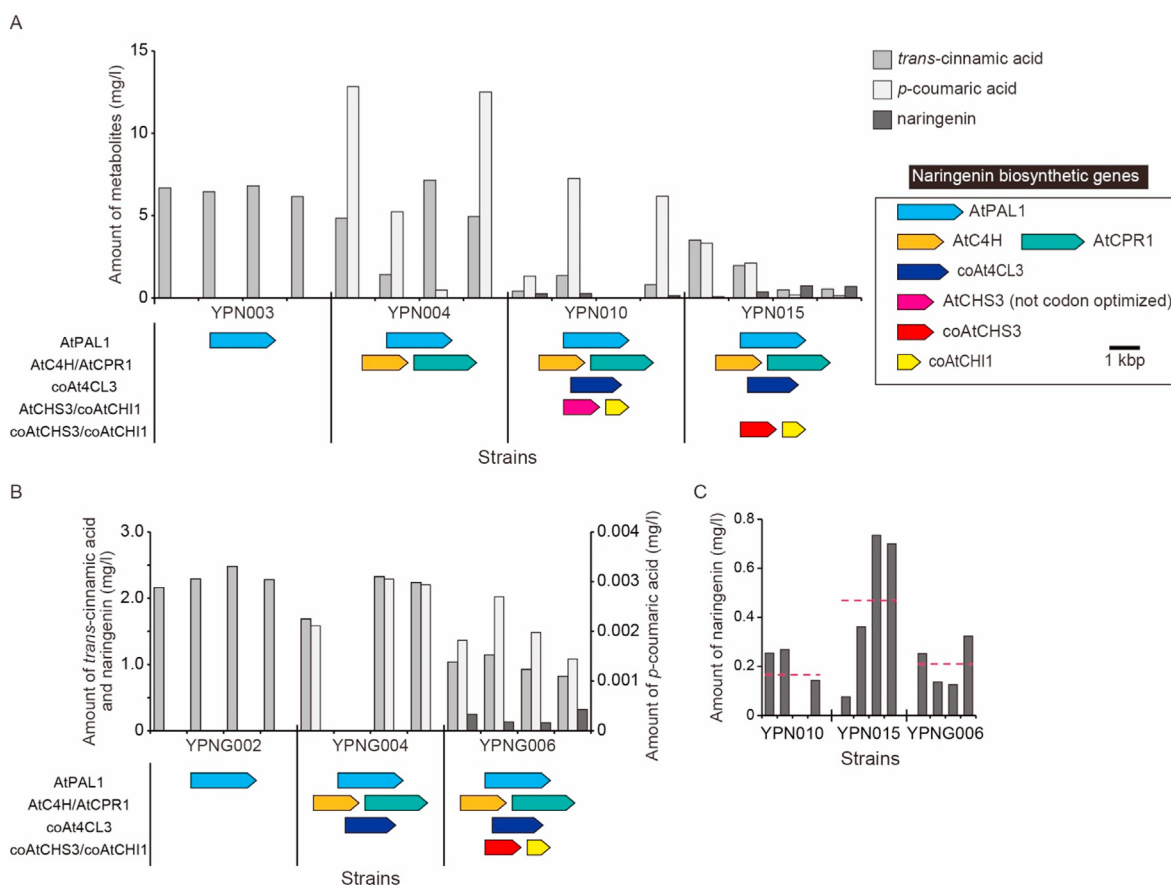 A
Amount of metabolites (mg/l)
15
10
5
0
YPN003 YPN004 YPN010 YPN015
AtPAL1
AtC4H/AtCPR1
coAt4CL3
AtCHS3/coAtCHI1
coAtCHS3/coAtCHI1
Strains
trans-cinnamic acid
p-coumaric acid
naringenin
Naringenin biosynthetic genes
AtPAL1
AtC4H AtCPR1
coAt4CL3
AtCHS3 (not codon optimized)
coAtCHS3
coAtCHI1
1 kbp
B
Amount of trans-cinnamic acid
and naringenin (mg/l)
3.0
2.0
1.0
0
0.004
0.003
0.002
0.001
0
Amount of p-coumaric acid (mg/l)
YPNG002 YPNG004 YPNG006
AtPAL1
AtC4H/AtCPR1
coAt4CL3
coAtCHS3/coAtCHI1
Strains
C
Amount of naringenin (mg/l)
0.8
0.6
0.4
0.2
0
YPN010 YPN015 YPNG006
Strains